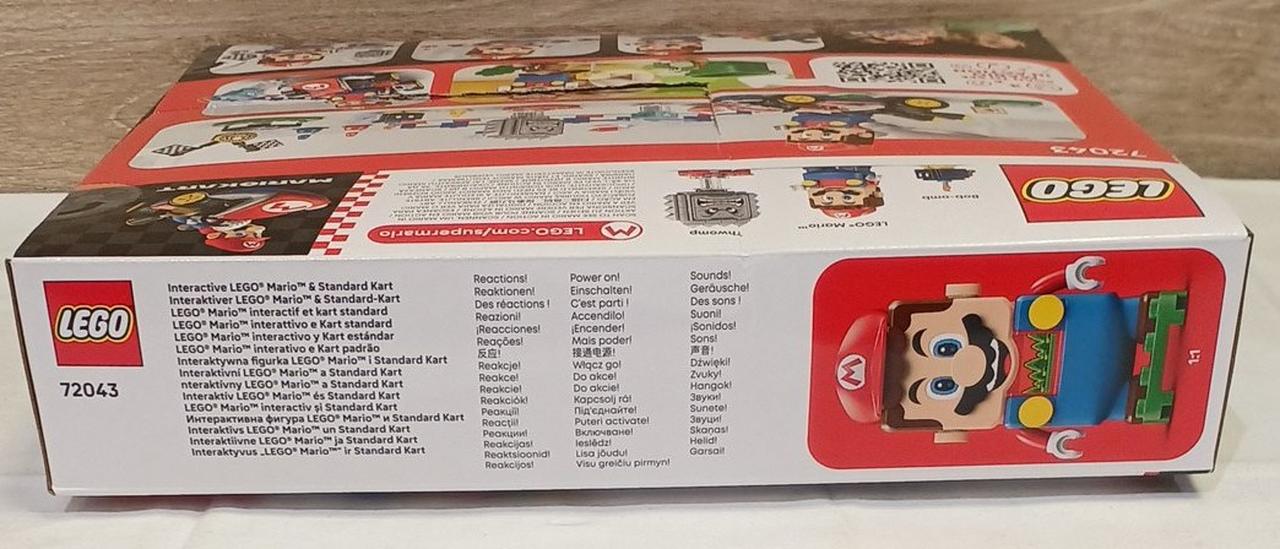 72043
MARIOKART
LEGO.com/supermario
Thwomp
LEGO® Mario™
Bob-omb
LEGO
LEGO
72043
Interactive LEGO® Mario™ & Standard Kart
Interaktiver LEGO® Mario™ & Standard-Kart
LEGO® Mario™ interactif et kart standard
LEGO® Mario™ interattivo e Kart standard
LEGO® Mario™ interactivo y Kart estándar
LEGO® Mario™ interativo e Kart padrão
Interaktywna figurka LEGO® Mario™ i Standard Kart
Interaktivní LEGO® Mario™ a Standard Kart
nteraktívny LEGO® Mario™ a Standard Kart
Interaktív LEGO® Mario™ és Standard Kart
LEGO® Mario™ interactiv și Standard Kart
Интерактивна фигура LEGO® Mario™ и Standard Kart
Interaktīvs LEGO® Mario™ un Standard Kart
Interaktiivne LEGO® Mario™ ja Standard Kart
Interaktyvus „LEGO® Mario™“ ir Standard Kart
Reactions!
Reaktionen!
Des réactions !
Reazioni!
¡Reacciones!
Reações!
反应!
Reakcje!
Reakce!
Reakcie!
Reakciók!
Реакції!
Reacții!
Реакции!
Reakcijas!
Reaktsioonid!
Reakcijos!
Power on!
Einschalten!
C'est parti !
Accendilo!
¡Encender!
Mais poder!
接通电源!
Włącz go!
Do akce!
Do akcie!
Kapcsolj rá!
Під'єднайте!
Puteri activate!
Включване!
Ieslēdz!
Lisa jõudu!
Visu greičiu pirmyn!
Sounds!
Geräusche!
Des sons !
Suoni!
¡Sonidos!
Sons!
声音!
Dźwięki!
Zvuky!
Hangok!
Звуки!
Sunete!
Звуци!
Skaņas!
Helid!
Garsai!
1:1